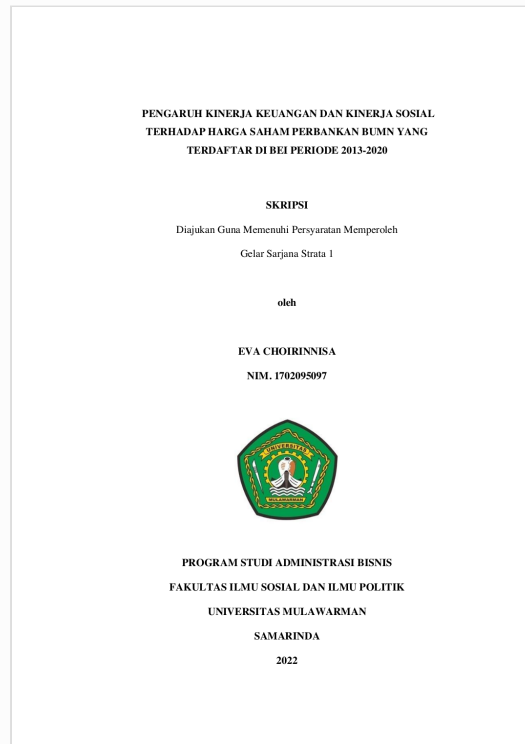 PENGARUH KINERJA KEUANGAN DAN KINERJA SOSIAL
TERHADAP HARGA SAHAM PERBANKAN BUMN YANG
TERDAFTAR DI BEI PERIODE 2013-2020
SKRIPSI
Diajukan Guna Memenuhi Persyaratan Memperoleh
Gelar Sarjana Strata 1
oleh
EVA CHOIRINNISA
NIM. 1702095097
UNIVERSITAS
MULAWARMAN
PROGRAM STUDI ADMINISTRASI BISNIS
FAKULTAS ILMU SOSIAL DAN ILMU POLITIK
UNIVERSITAS MULAWARMAN
SAMARINDA
2022